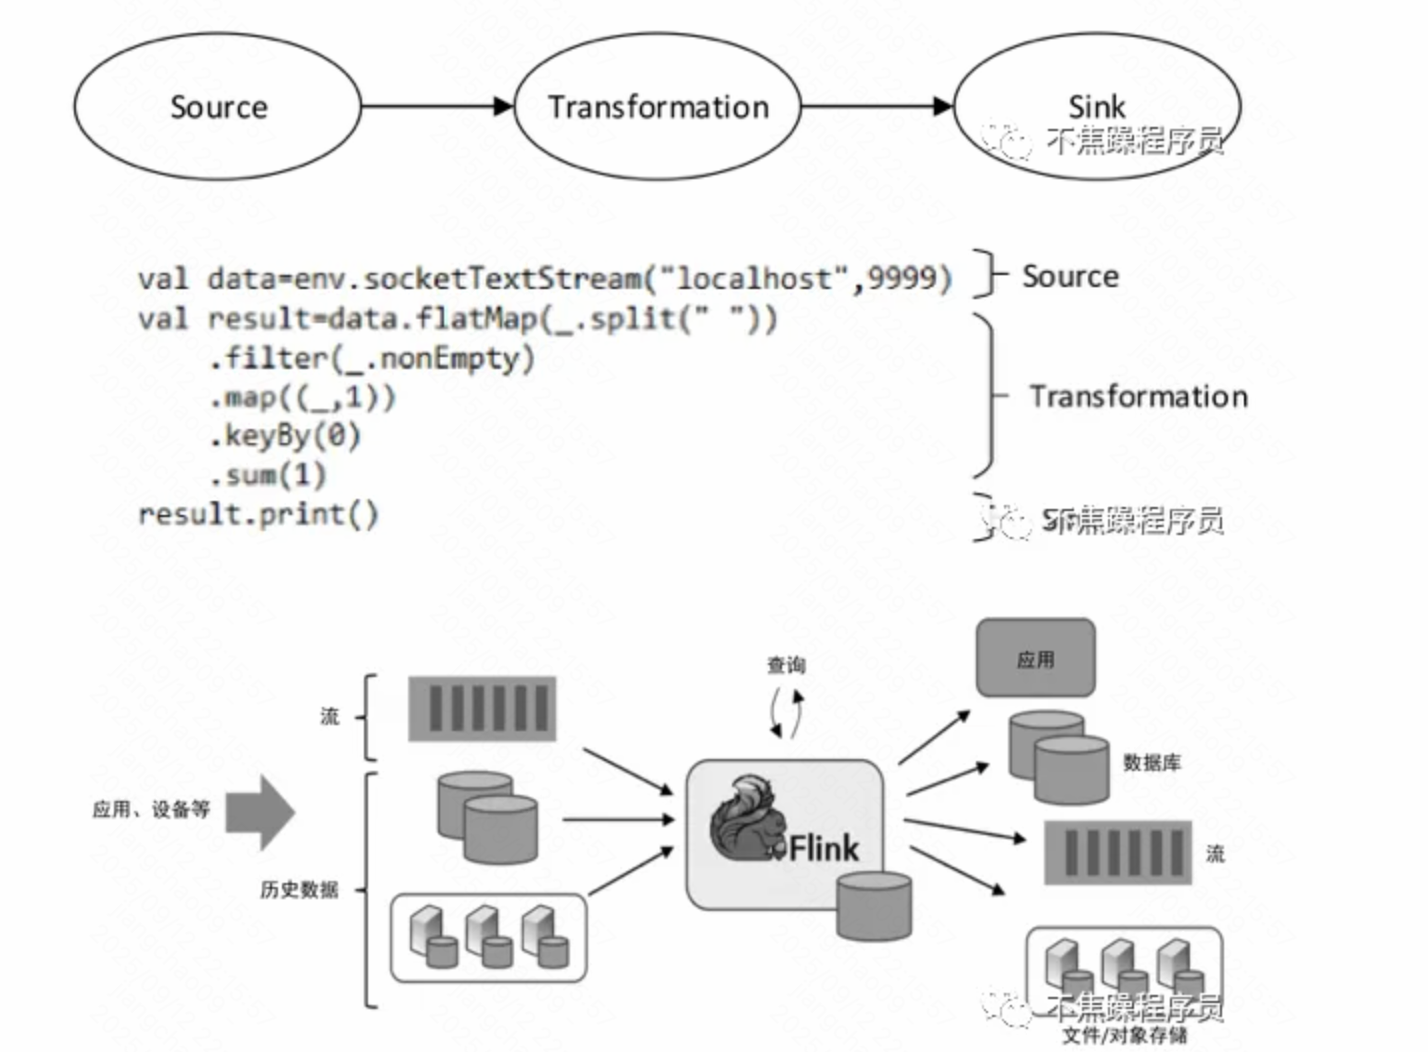 Source
Transformation
Sink
不焦躁程序员
val data=env.socketTextStream("localhost",9999)
Source
val result=data.flatMap(_.split(" "))
.filter(_.nonEmpty)
.map((_,1))
Transformation
.keyBy(0)
.sum(1)
result.print()
不焦躁程序员
应用
查询
流
数据库
应用、设备等
Flink
流
历史数据
不焦躁程序员
文件/对象存储